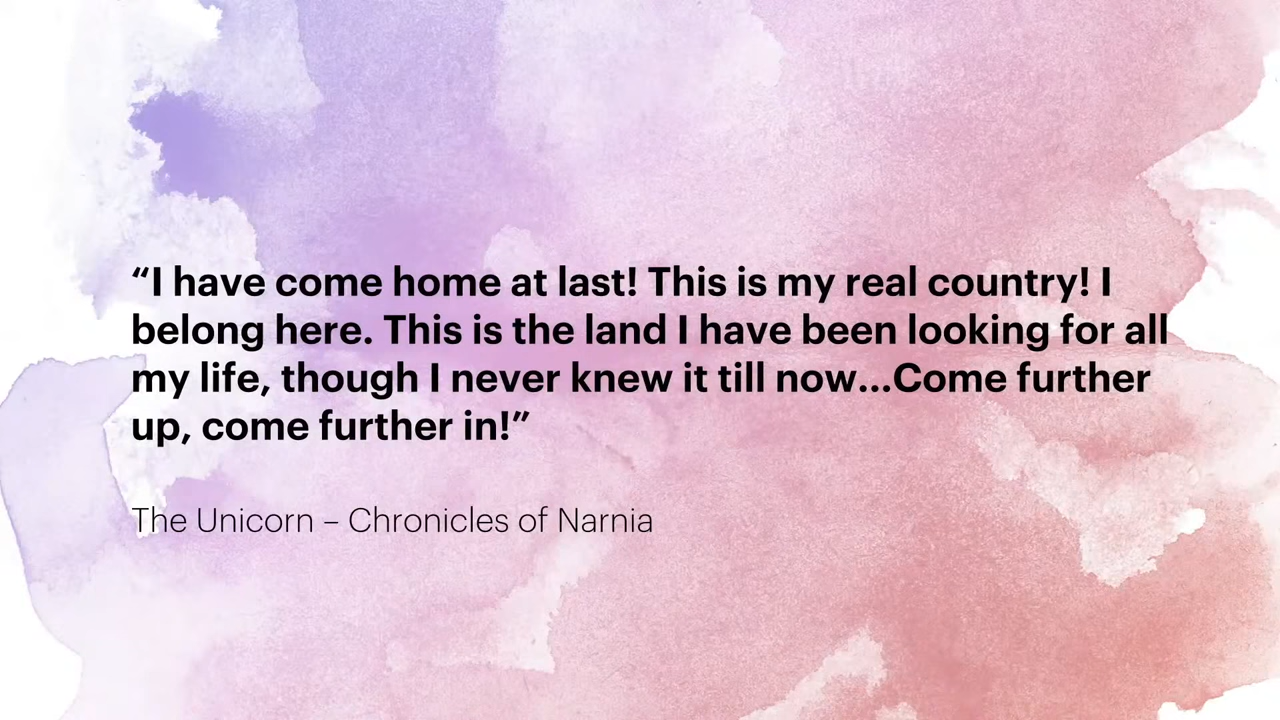 “I have come home at last! This is my real country! I
belong here. This is the land I have been looking for all
my life, though I never knew it till now...Come further
up, come further in!”
The Unicorn – Chronicles of Narnia